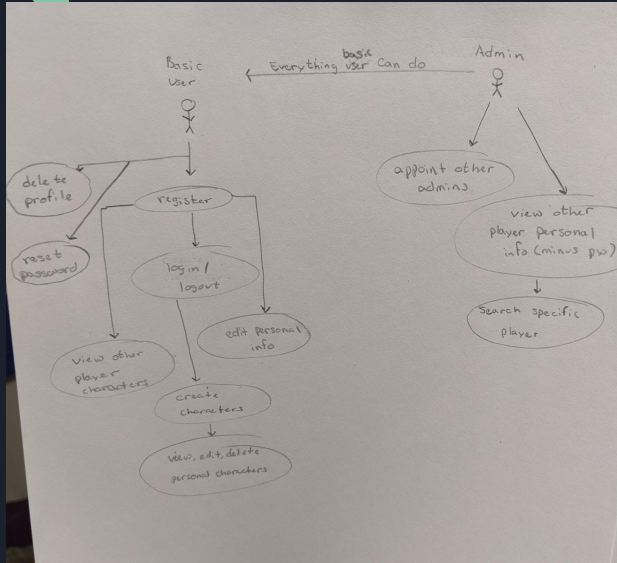 Basic
User
basic
Everything user can do
Admin
delete
profile
reset
password
register
login/
logout
edit personal
info
view other
player
characters
create
characters
view, edit, delete
personal characters
appoint other
admins
view other
player personal
info (minus pw)
search specific
player